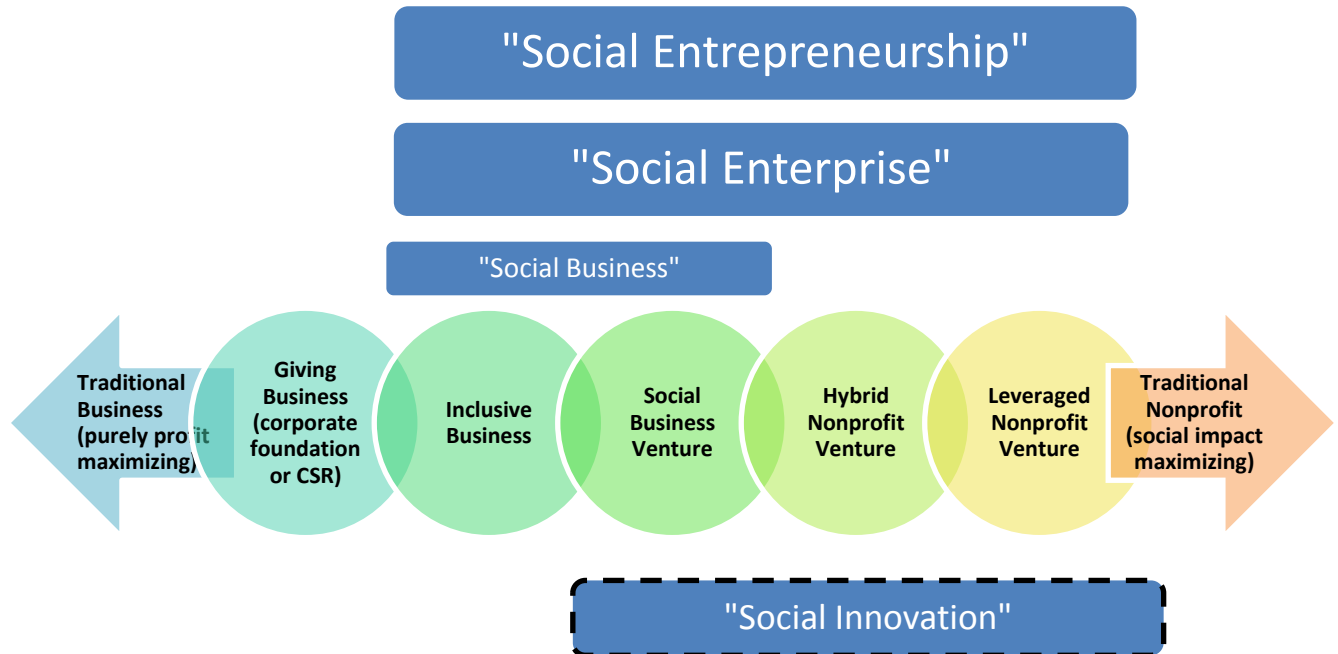 "Social Entrepreneurship"
"Social Enterprise"
"Social Business"
Traditional
Business
(purely profit
maximizing)
Giving
Business
(corporate
foundation
or CSR)
Inclusive
Business
Social
Business
Venture
Hybrid
Nonprofit
Venture
Leveraged
Nonprofit
Venture
Traditional
Nonprofit
(social impact
maximizing)
"Social Innovation"